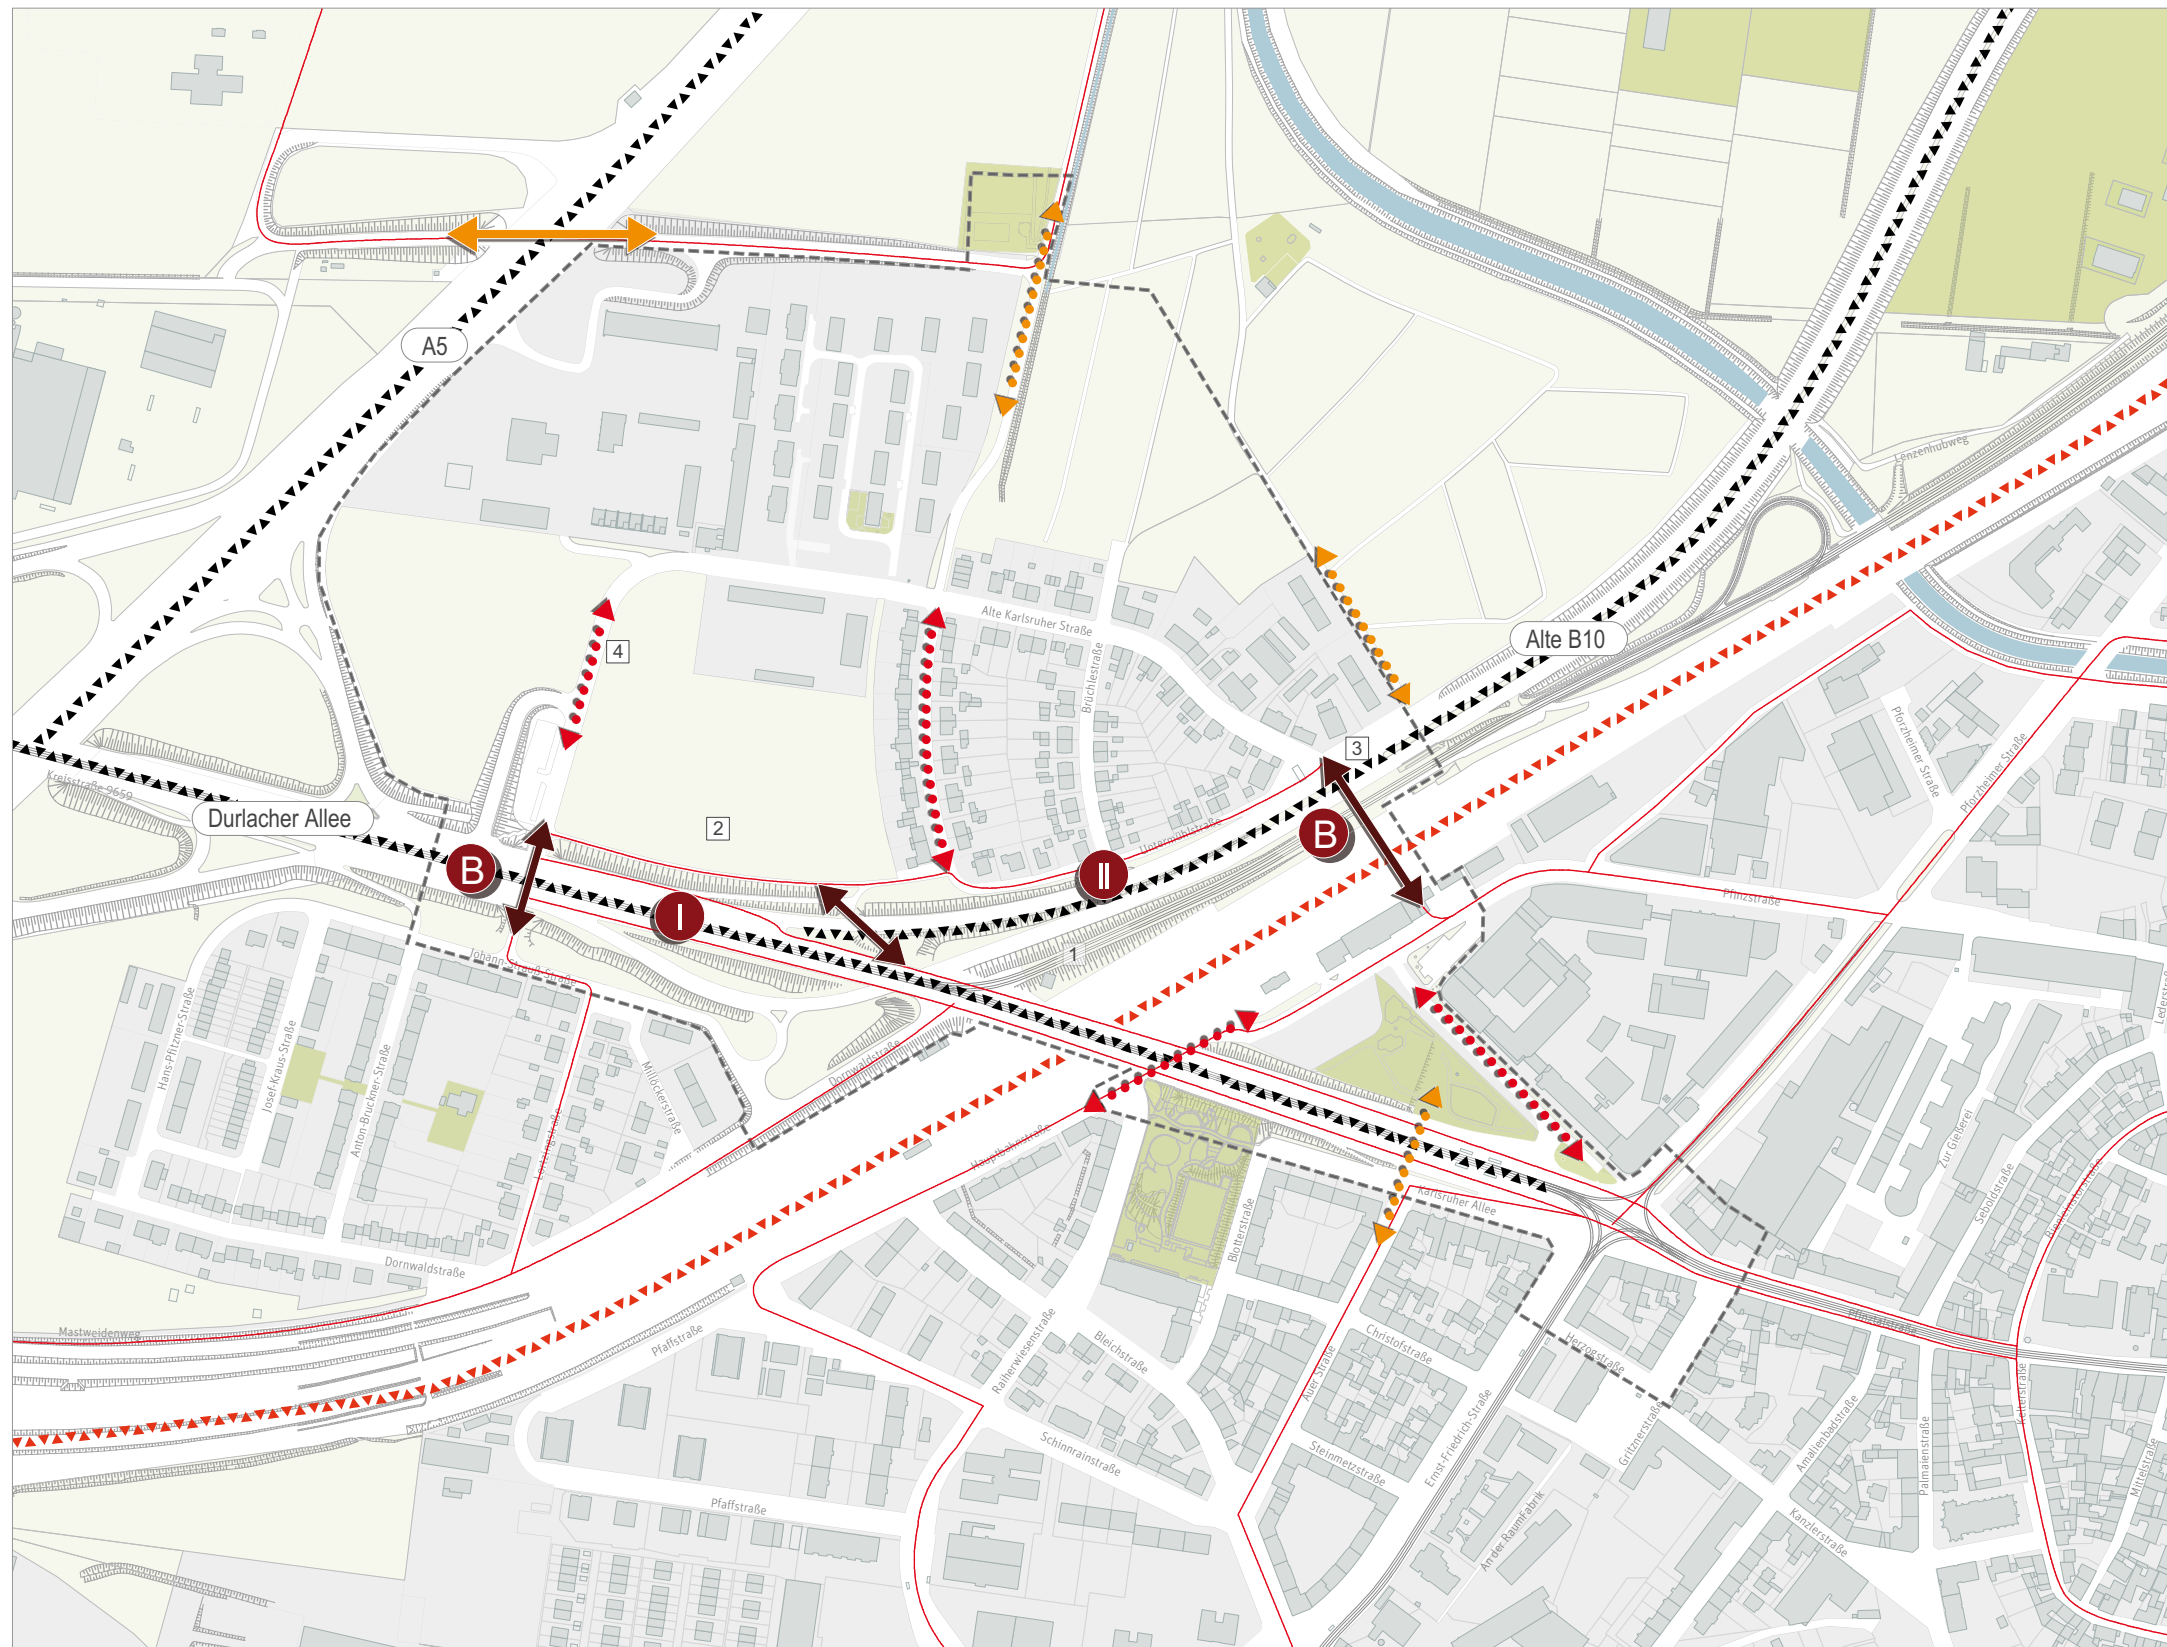 A5
Lenzenhubweg
Alte Karlsruher Straße
Alte B10
4
Brüchlestraße
Pforzheimer Straße
3
Pforzheimer Straße
Kreisstraße 9659
Durlacher Allee
2
Untermühlstraße
B
B
II
I
Pfinzstraße
1
Johann-Strauß-Straße
Hans-Pfitzner-Straße
Josef-Kraus-Straße
Anton-Bruckner-Straße
Millöckerstraße
Dornwaldstraße
Hauptbahnstraße
Zur Gießerei
Seboldstraße
Karlsruher Allee
Blotterstraße
Dornwaldstraße
Mastweidenweg
Pfaffstraße
Raiherwiesenstraße
Bleichstraße
Christofstraße
Herzogstraße
Pfinztalstraße
Auer Straße
Ernst-Friedrich-Straße
Gritznerstraße
Amalienbadstraße
Palmaienstraße
Kelterstraße
Mittelstraße
Schinnrainstraße
Steinmetzstraße
Pfaffstraße
An der RaumFabrik
Kanzlerstraße